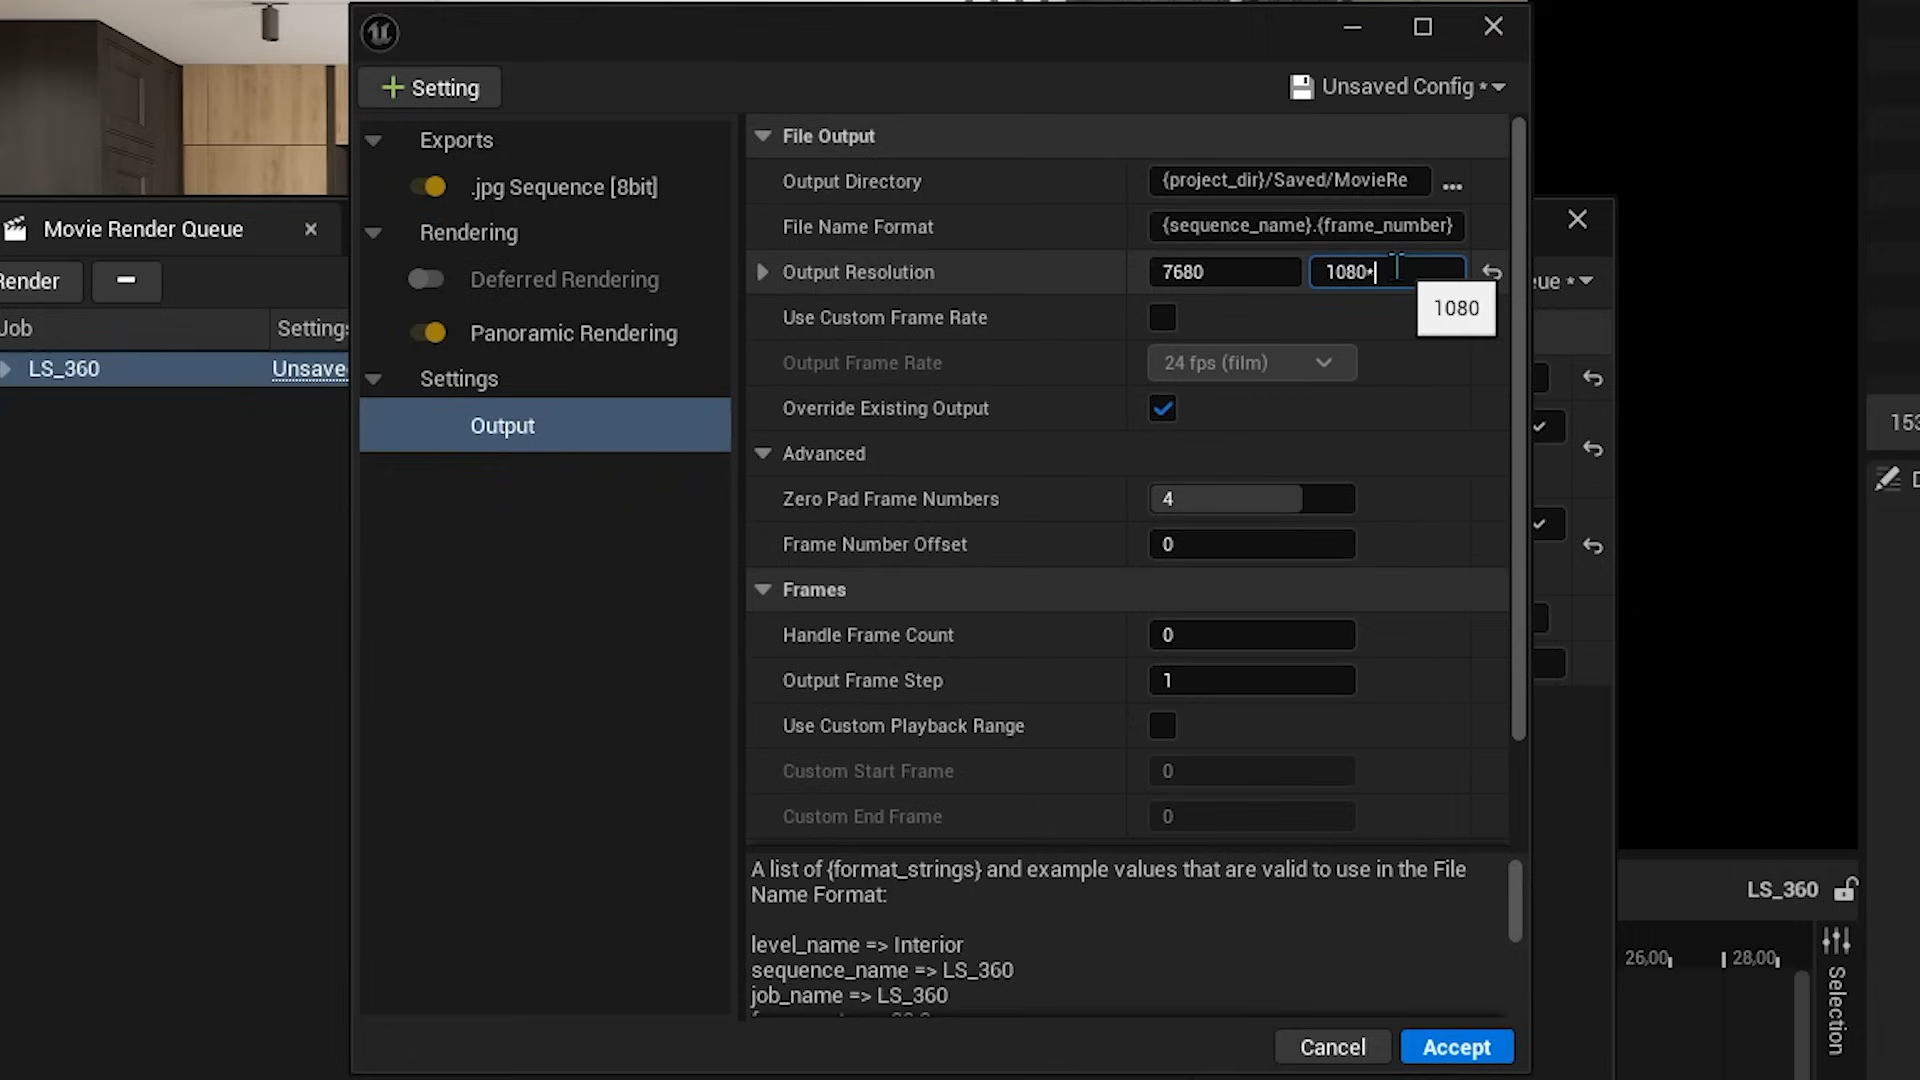 Setting
Unsaved Config *
Exports
.jpg Sequence [8bit]
Rendering
Deferred Rendering
Panoramic Rendering
Settings
Output
File Output
Output Directory
{project_dir}/Saved/MovieRe
File Name Format
{sequence_name}.{frame_number}
Output Resolution
7680
1080*
1080
Use Custom Frame Rate
Output Frame Rate
24 fps (film)
Override Existing Output
Advanced
Zero Pad Frame Numbers
4
Frame Number Offset
0
Frames
Handle Frame Count
0
Output Frame Step
1
Use Custom Playback Range
Custom Start Frame
0
Custom End Frame
0
A list of {format_strings} and example values that are valid to use in the File
Name Format:
level_name => Interior
sequence_name => LS_360
job_name => LS_360
Cancel
Accept
Movie Render Queue
Render
Job
Settings
LS_360
Unsave
ue *
153
LS_360
26,00
28,00
Selection